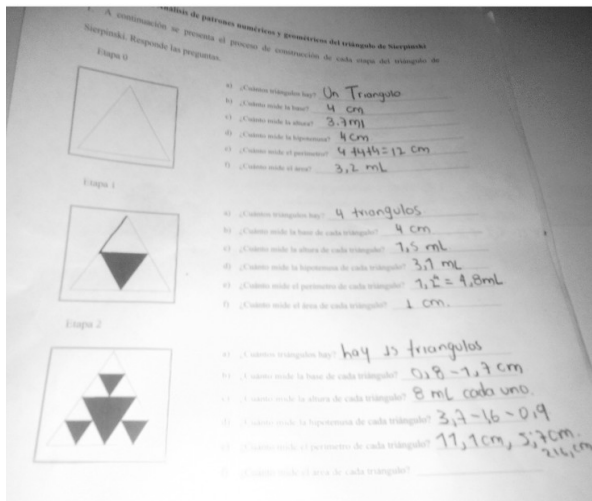 Análisis de patrones numéricos y geométricos del triángulo de Sierpinski
1. A continuación se presenta el proceso de construcción de cada etapa del triángulo de
Sierpinski. Responde las preguntas.
Etapa 0
a) ¿Cuántos triángulos hay? Un Triangulo
b) ¿Cuánto mide la base? 4 cm
c) ¿Cuánto mide la altura? 3.7ml
d) ¿Cuánto mide la hipotenusa? 4cm
e) ¿Cuánto mide el perímetro? 4+4+4=12 cm
f) ¿Cuánto mide el área? 3,2 mL
Etapa 1
a) ¿Cuántos triángulos hay? 4 triangulos
b) ¿Cuánto mide la base de cada triángulo? 4 cm
c) ¿Cuánto mide la altura de cada triángulo? 1,5 mL
d) ¿Cuánto mide la hipotenusa de cada triángulo? 3,1 mL
e) ¿Cuánto mide el perímetro de cada triángulo? = 1,8mL
f) ¿Cuánto mide el área de cada triángulo? 1 cm.
Etapa 2
a) ¿Cuántos triángulos hay? hay 13 triangulos
b) ¿Cuánto mide la base de cada triángulo? 0,8 - 1,7 cm
c) ¿Cuánto mide la altura de cada triángulo? 8 mL cada uno.
d) ¿Cuánto mide la hipotenusa de cada triángulo? 3,7-1,6-0,9
e) ¿Cuánto mide el perímetro de cada triángulo? 11,1cm, 5,7cm.
216, cm
f) ¿Cuánto mide el área de cada triángulo?